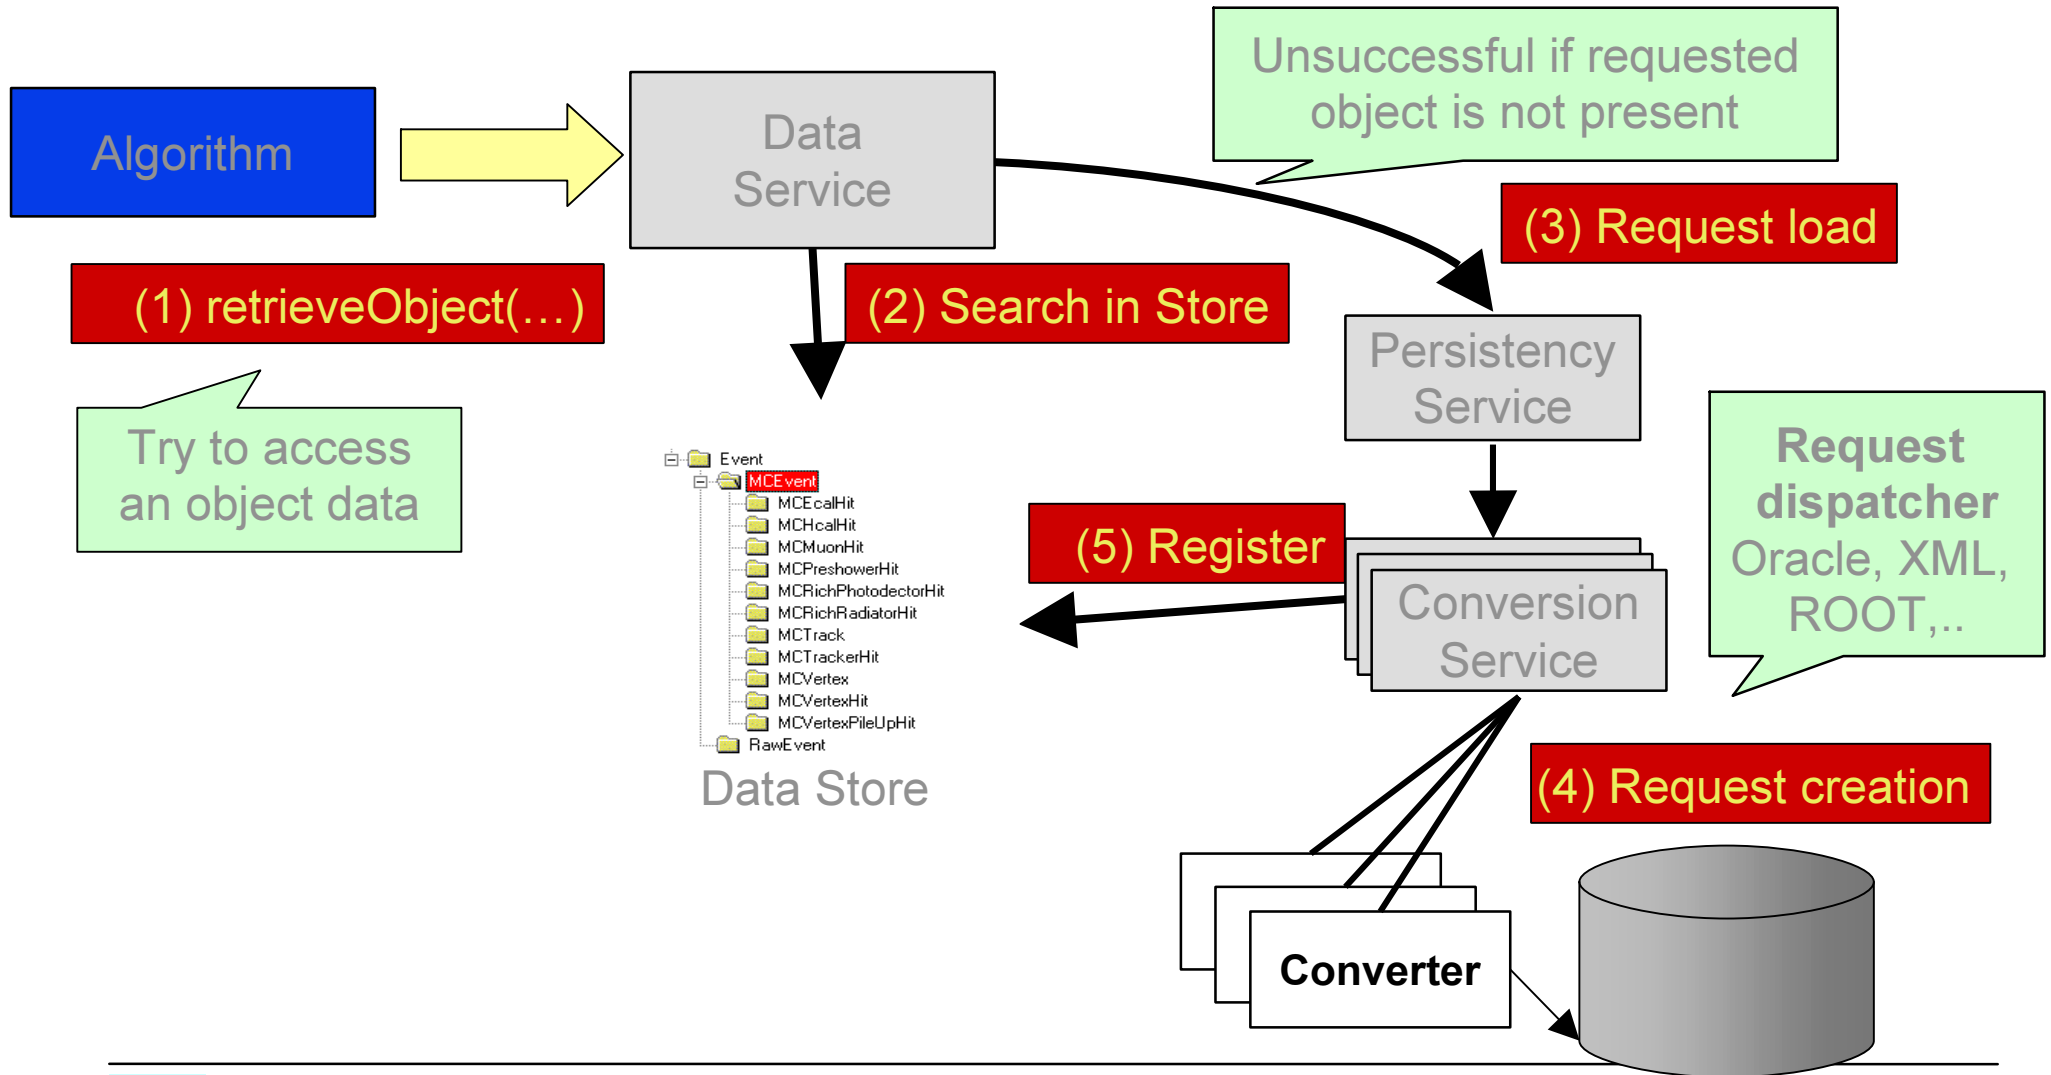 Unsuccessful if requested
object is not present
Algorithm
Data
Service
(3) Request load
(1) retrieveObject(…)
(2) Search in Store
Persistency
Service
Try to access
an object data
Request
dispatcher
Oracle, XML,
ROOT,..
Event
MCEvent
MCEcalHit
MCHcalHit
MCMuonHit
MCPreshowerHit
MCRichPhotodectorHit
MCRichRadiatorHit
MCTrack
MCTrackerHit
MCVertex
MCVertexHit
MCVertexPileUpHit
RawEvent
Data Store
(5) Register
Conversion
Service
(4) Request creation
Converter